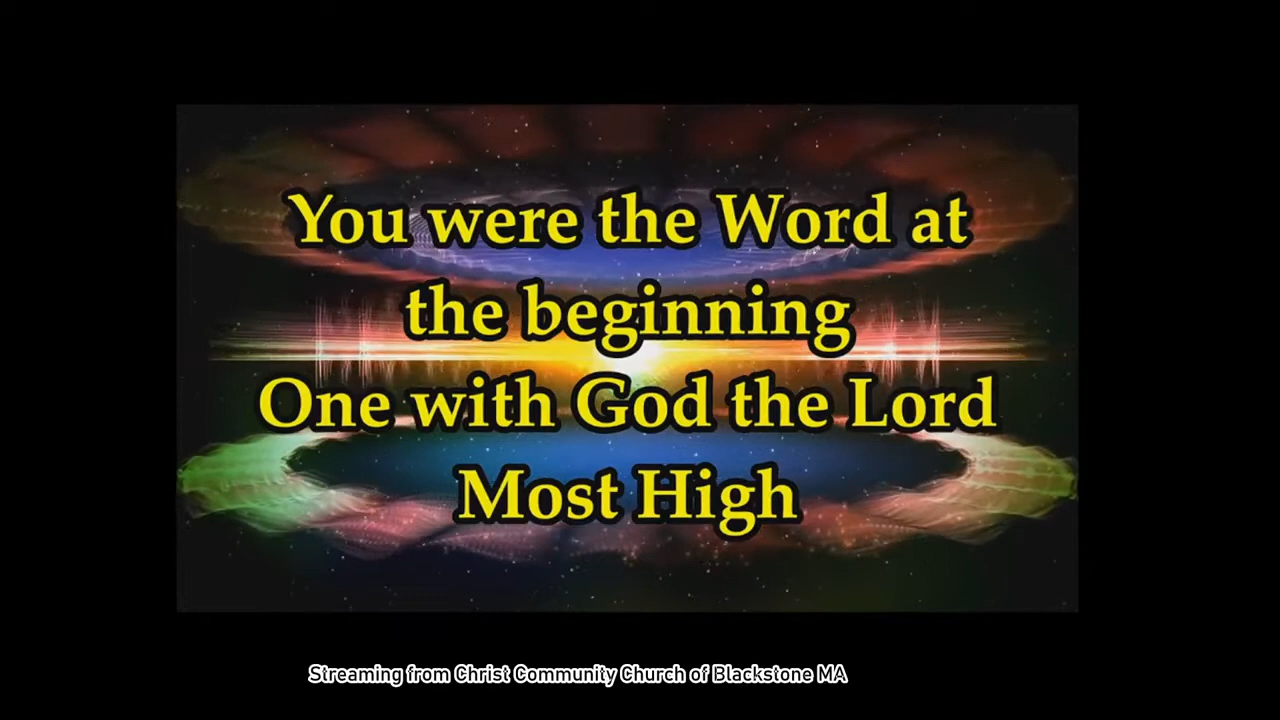 You were the Word at
the beginning
One with God the Lord
Most High
Streaming from Christ Community Church of Blackstone MA